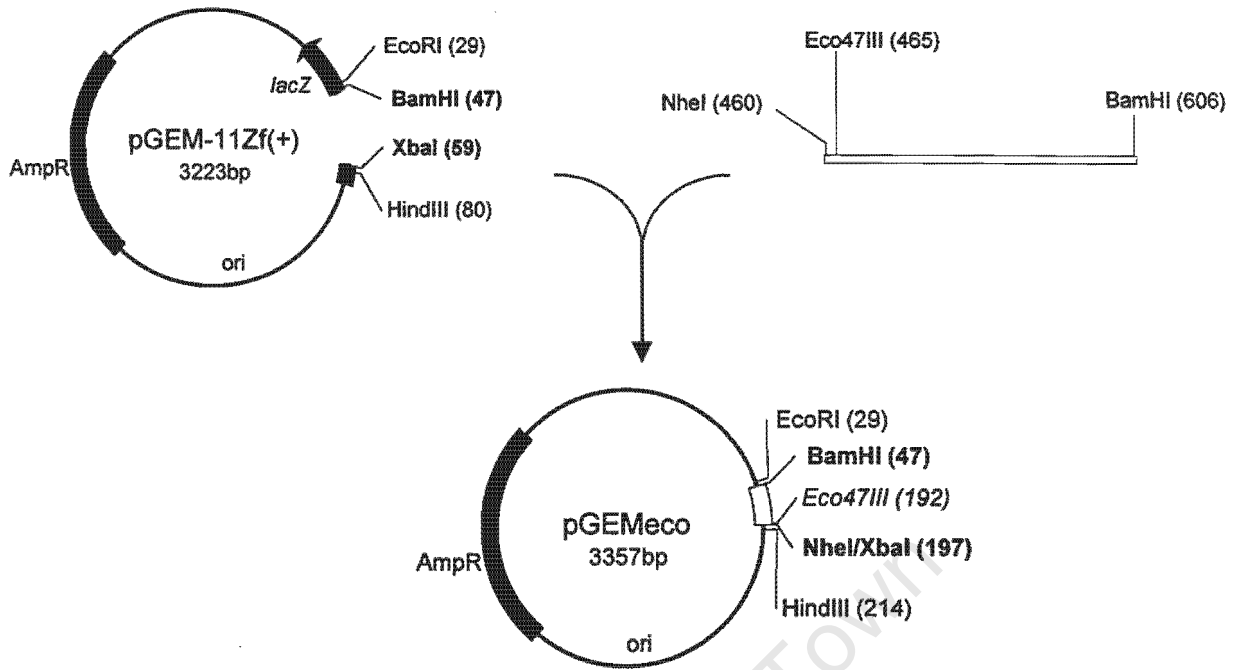 EcoRI (29)
lacZ
BamHI (47)
pGEM-11Zf(+)
3223bp
XbaI (59)
AmpR
HindIII (80)
ori
Eco47III (465)
NheI (460)
BamHI (606)
EcoRI (29)
BamHI (47)
Eco47III (192)
pGEMeco
3357bp
NheI/XbaI (197)
AmpR
HindIII (214)
ori
Town